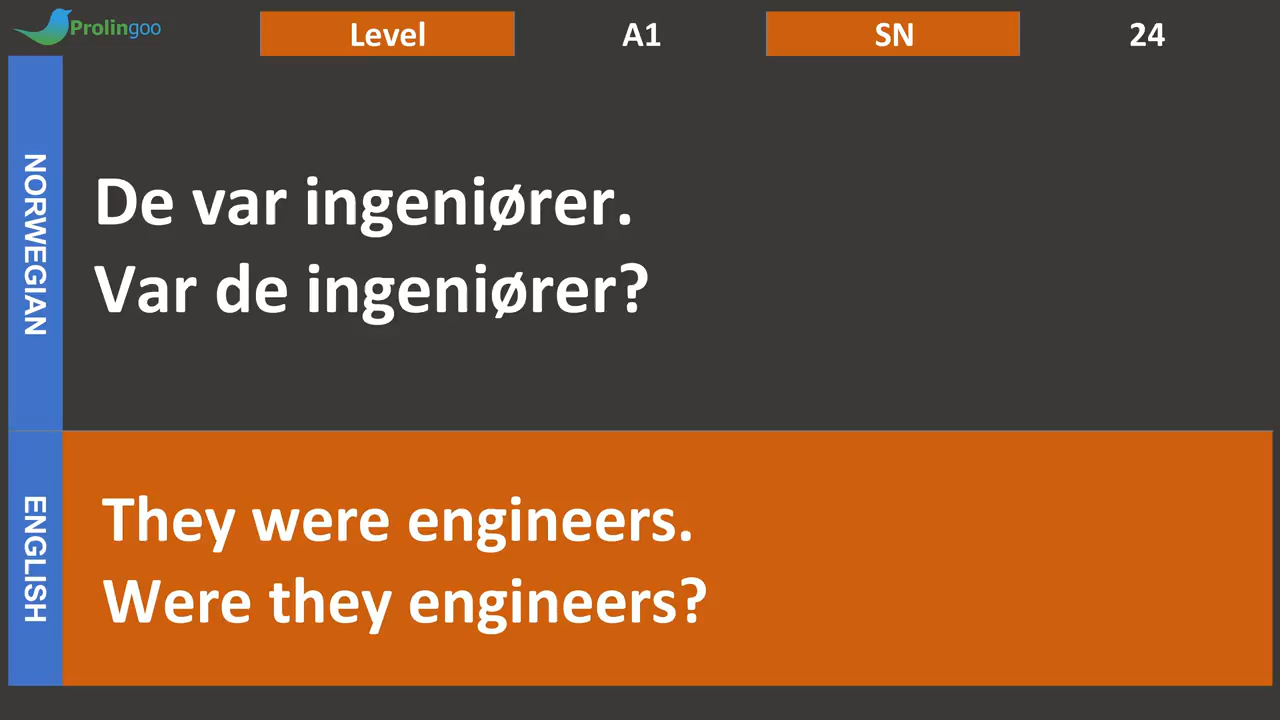 Prolingoo
Level A1 SN 24
NORWEGIAN
De var ingeniører.
Var de ingeniører?
ENGLISH
They were engineers.
Were they engineers?